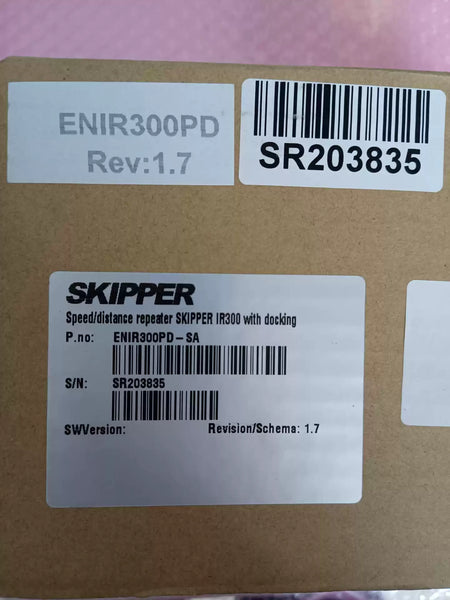 ENIR300PD
Rev:1.7
SR203835
SKIPPER
Speed/distance repeater SKIPPER IR300 with docking
P.no: ENIR300PD-SA
S/N: SR203835
SWVersion: Revision/Schema: 1.7